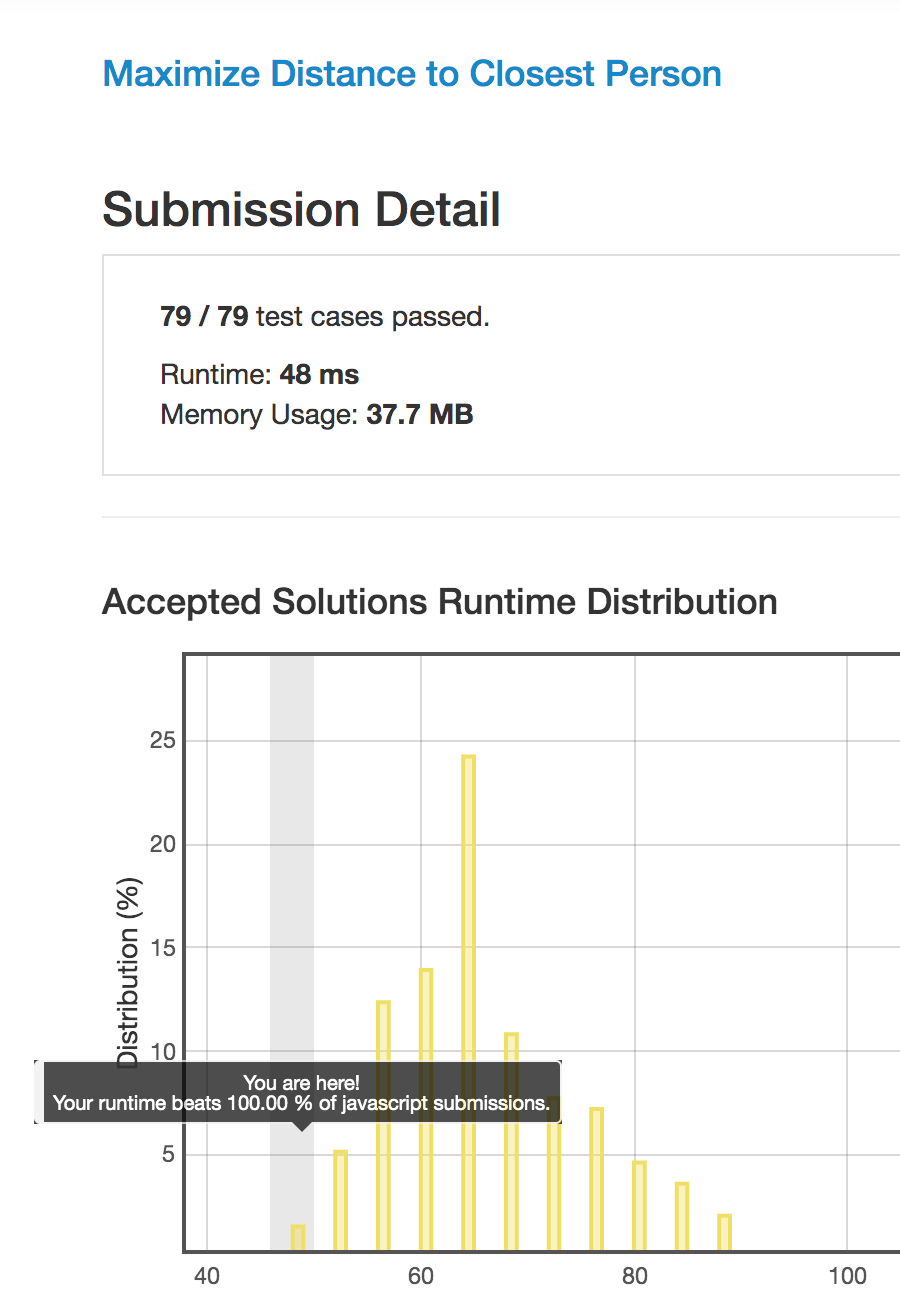 Maximize Distance to Closest Person
Submission Detail
79 / 79 test cases passed.
Runtime: 48 ms
Memory Usage: 37.7 MB
Accepted Solutions Runtime Distribution
25
20
15
10
5
Distribution (%)
You are here!
Your runtime beats 100.00 % of javascript submissions.
40 60 80 100